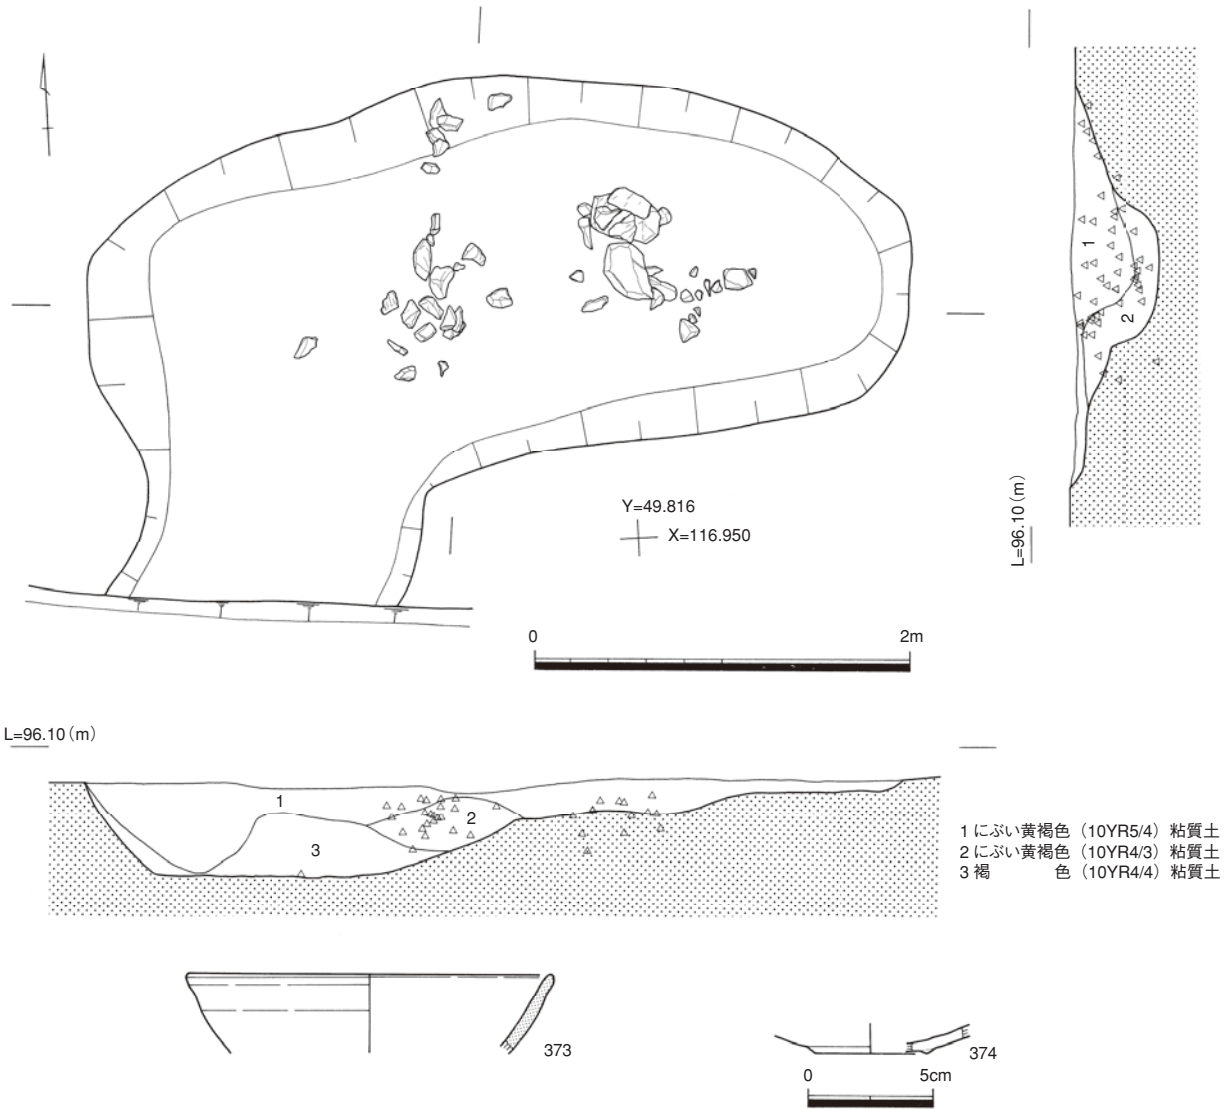 Y=49.816
X=116.950
1
2
L=96.10(m)
0 2m
L=96.10(m)
1
2
3
1 にぶい黄褐色(10YR5/4)粘質土
2 にぶい黄褐色(10YR4/3)粘質土
3 褐　　　　色(10YR4/4)粘質土
373
374
0 5cm